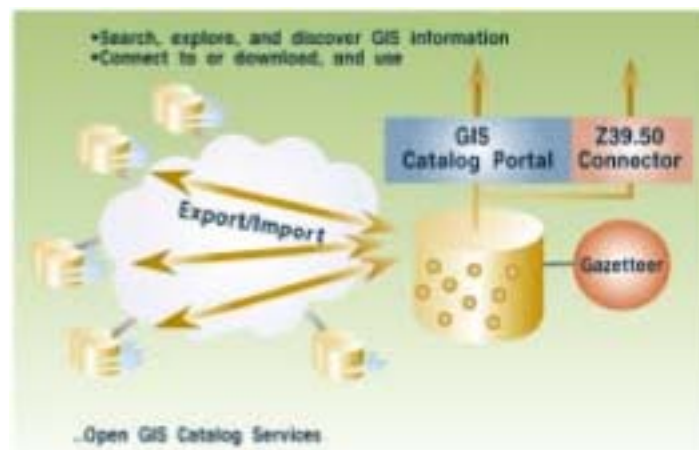 •Search, explore, and discover GIS information
•Connect to or download, and use
GIS
Catalog Portal
Z39.50
Connector
Export/Import
Gazetteer
...Open GIS Catalog Services